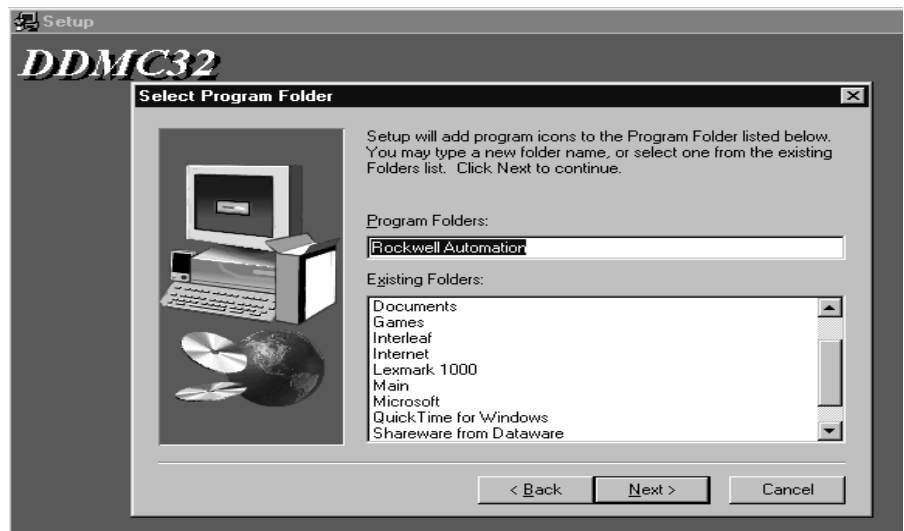 Setup
DDMC32
Select Program Folder
Setup will add program icons to the Program Folder listed below.
You may type a new folder name, or select one from the existing
Folders list. Click Next to continue.
Program Folders:
Rockwell Automation
Existing Folders:
Documents
Games
Interleaf
Internet
Lexmark 1000
Main
Microsoft
QuickTime for Windows
Shareware from Dataware
< Back
Next >
Cancel